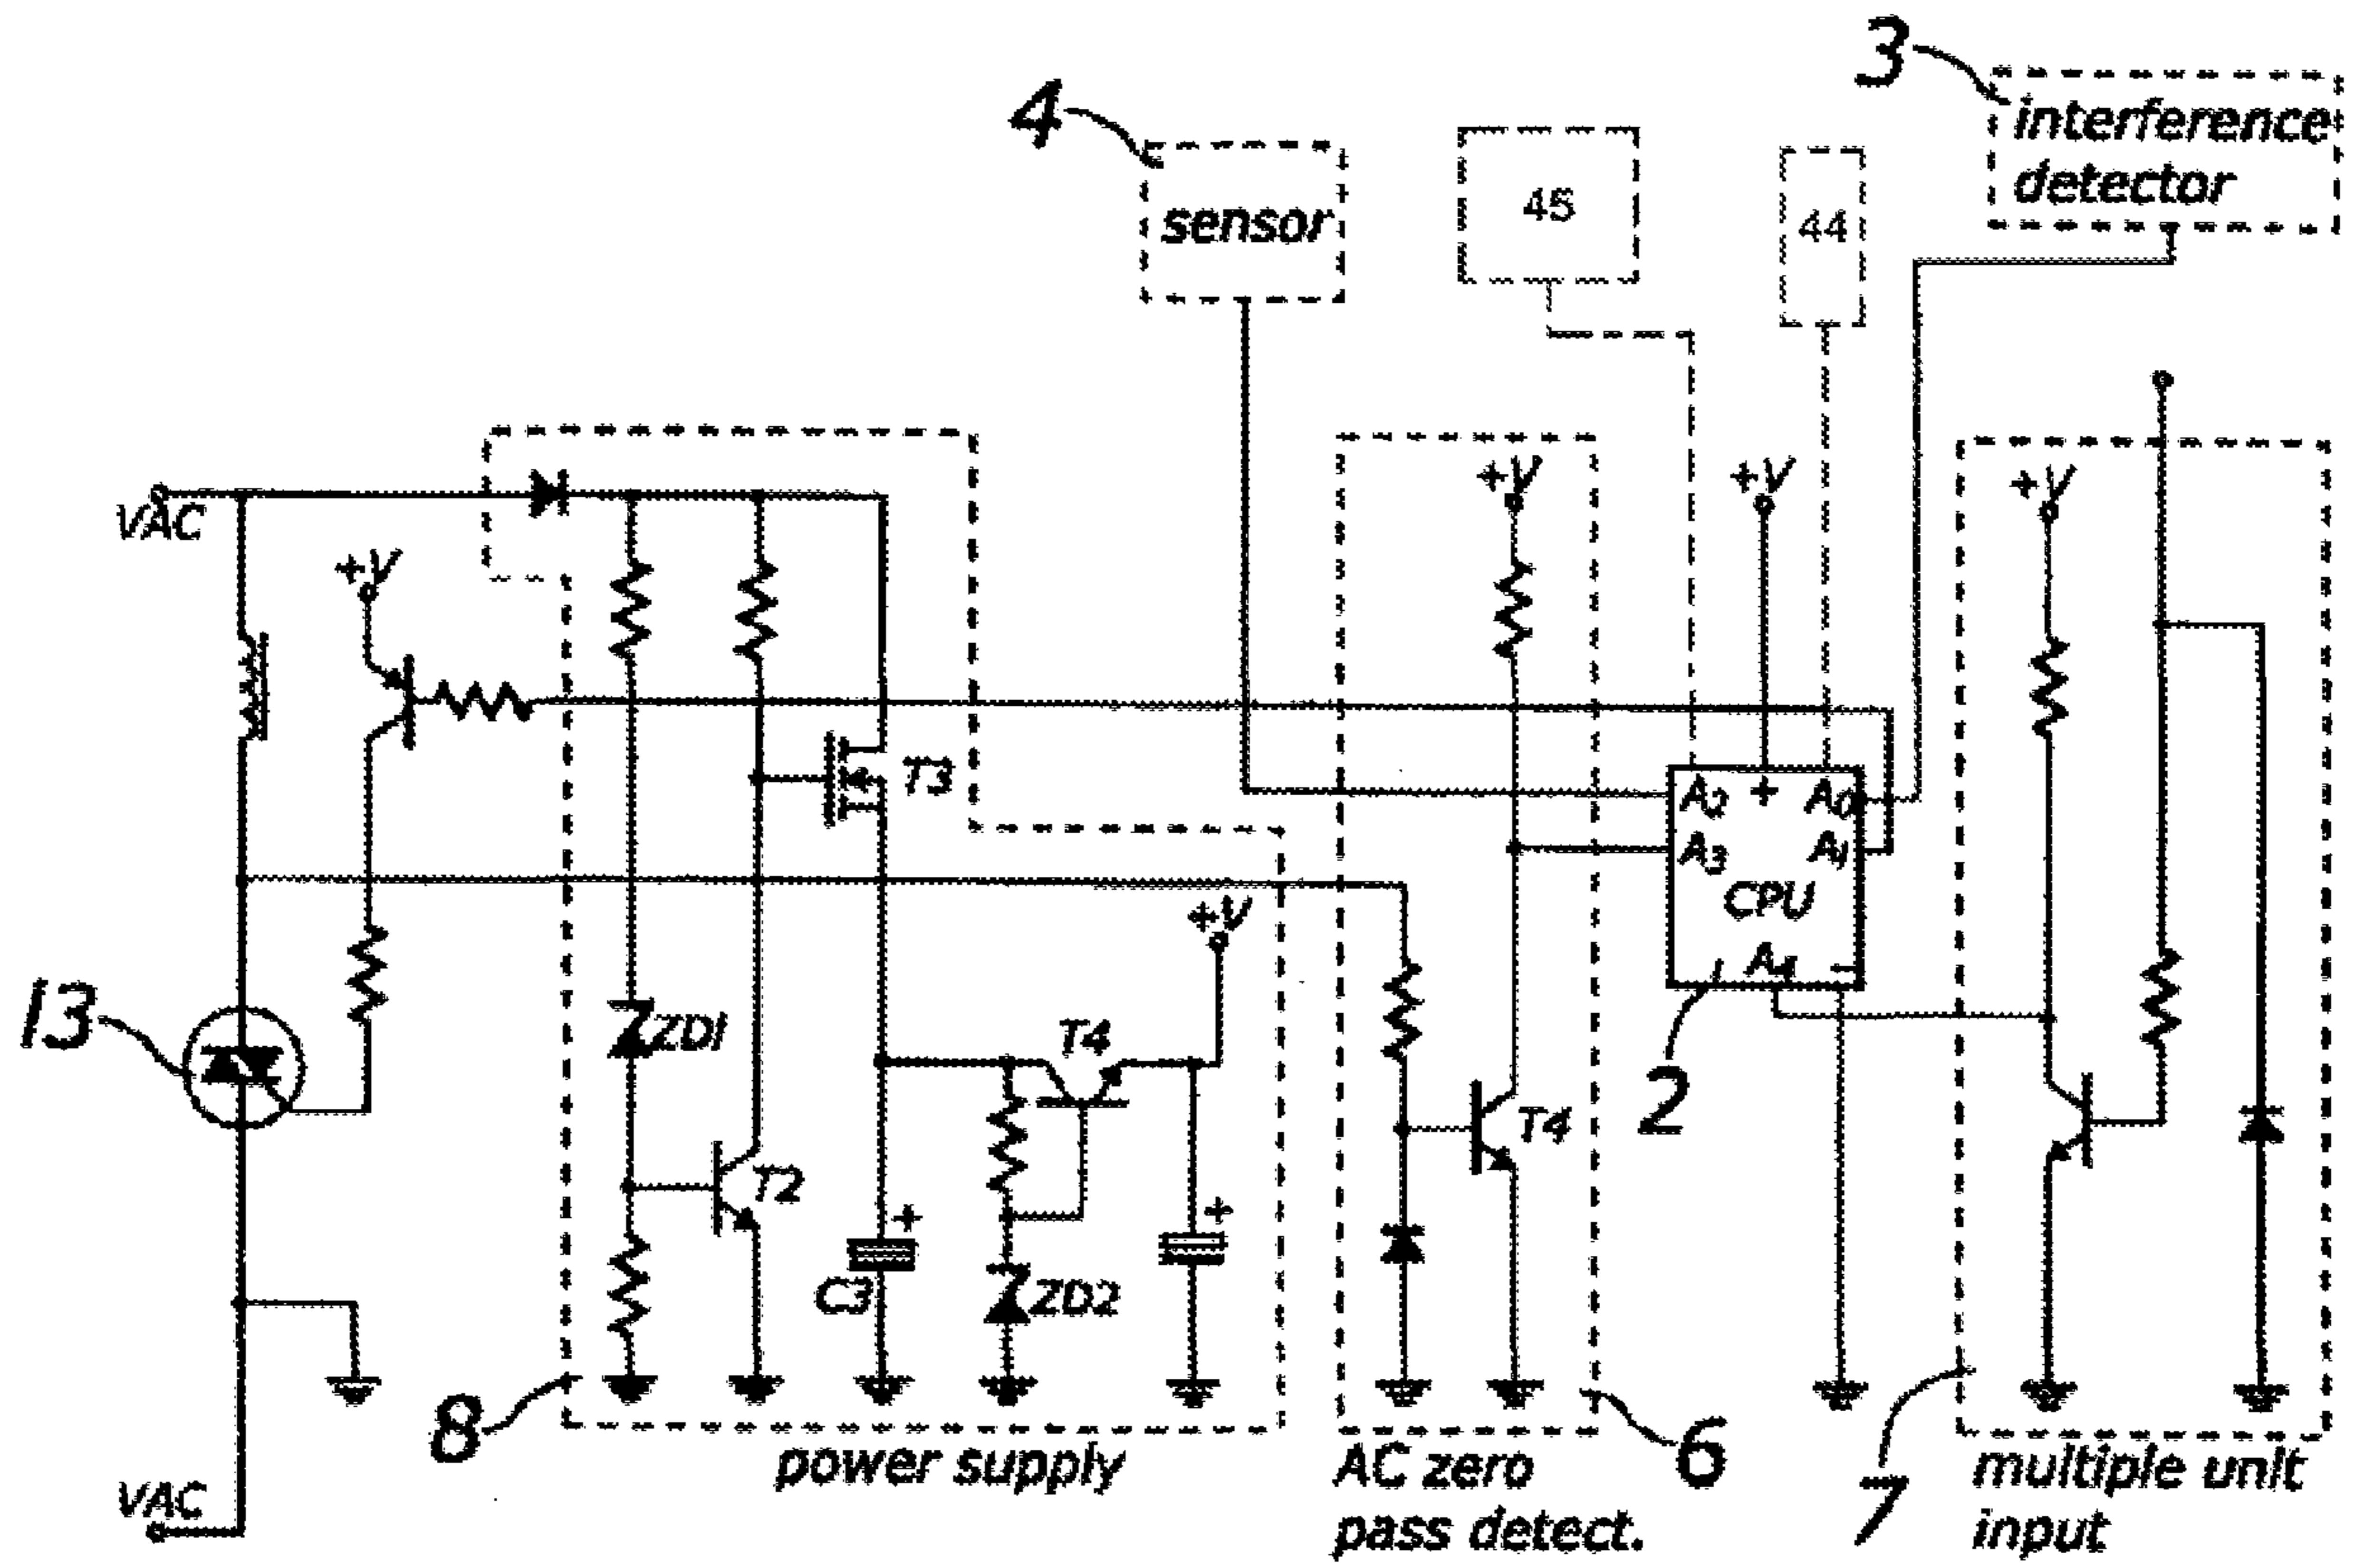 3
interference
detector
4
sensor
45
44
VAC
+V
+V
+V
+V
T3
A2 + A0
A3 A1
CPU
A4 -
+V
13
ZD1
T4
2
T4
T2
+
+
C3
ZD2
8
power supply
AC zero
pass detect.
6
7
multiple unit
input
VAC